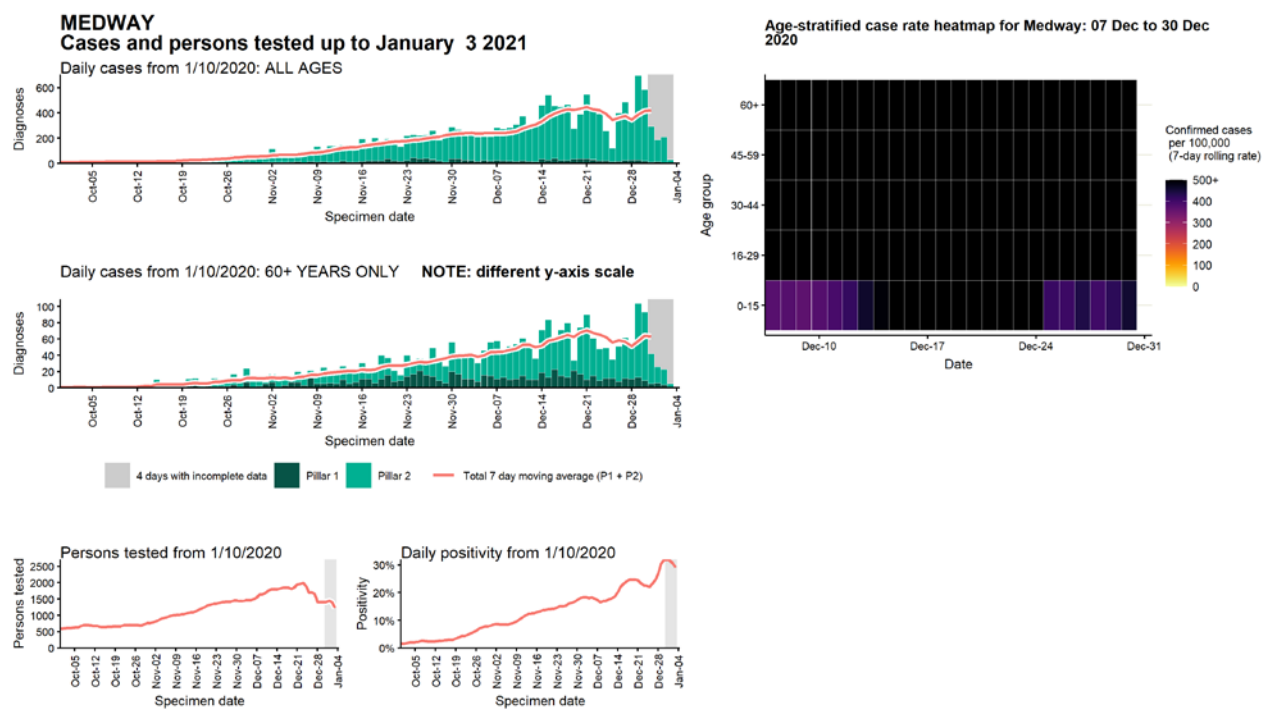 MEDWAY
Cases and persons tested up to January 3 2021
Daily cases from 1/10/2020: ALL AGES
Diagnoses
600
400
200
0
Oct-05
Oct-12
Oct-19
Oct-26
Nov-02
Nov-09
Nov-16
Nov-23
Nov-30
Dec-07
Dec-14
Dec-21
Dec-28
Jan-04
Specimen date
Daily cases from 1/10/2020: 60+ YEARS ONLY NOTE: different y-axis scale
Diagnoses
100
80
60
40
20
0
Oct-05
Oct-12
Oct-19
Oct-26
Nov-02
Nov-09
Nov-16
Nov-23
Nov-30
Dec-07
Dec-14
Dec-21
Dec-28
Jan-04
Specimen date
4 days with incomplete data Pillar 1 Pillar 2 Total 7 day moving average (P1 + P2)
Persons tested from 1/10/2020
Persons tested
2500
2000
1500
1000
500
0
Oct-05
Oct-12
Oct-19
Oct-26
Nov-02
Nov-09
Nov-16
Nov-23
Nov-30
Dec-07
Dec-14
Dec-21
Dec-28
Jan-04
Specimen date
Daily positivity from 1/10/2020
Positivity
30%
20%
10%
0%
Oct-05
Oct-12
Oct-19
Oct-26
Nov-02
Nov-09
Nov-16
Nov-23
Nov-30
Dec-07
Dec-14
Dec-21
Dec-28
Jan-04
Specimen date
Age-stratified case rate heatmap for Medway: 07 Dec to 30 Dec
2020
Age group
60+
45-59
30-44
16-29
0-15
Dec-10
Dec-17
Dec-24
Dec-31
Date
Confirmed cases
per 100,000
(7-day rolling rate)
500+
400
300
200
100
0